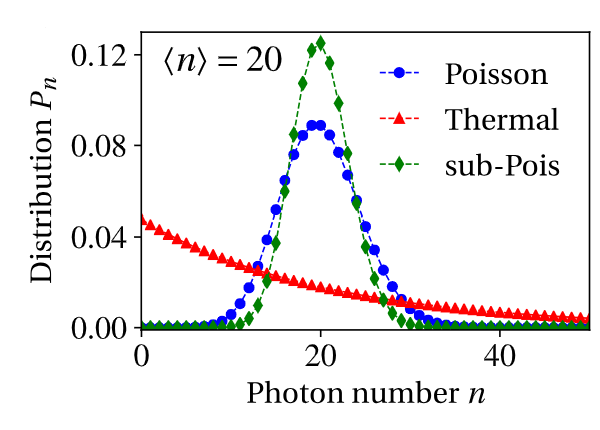 ⟨n⟩ = 20
Poisson
Thermal
sub-Pois
Distribution Pₙ
0.12
0.08
0.04
0.00
0 20 40
Photon number n